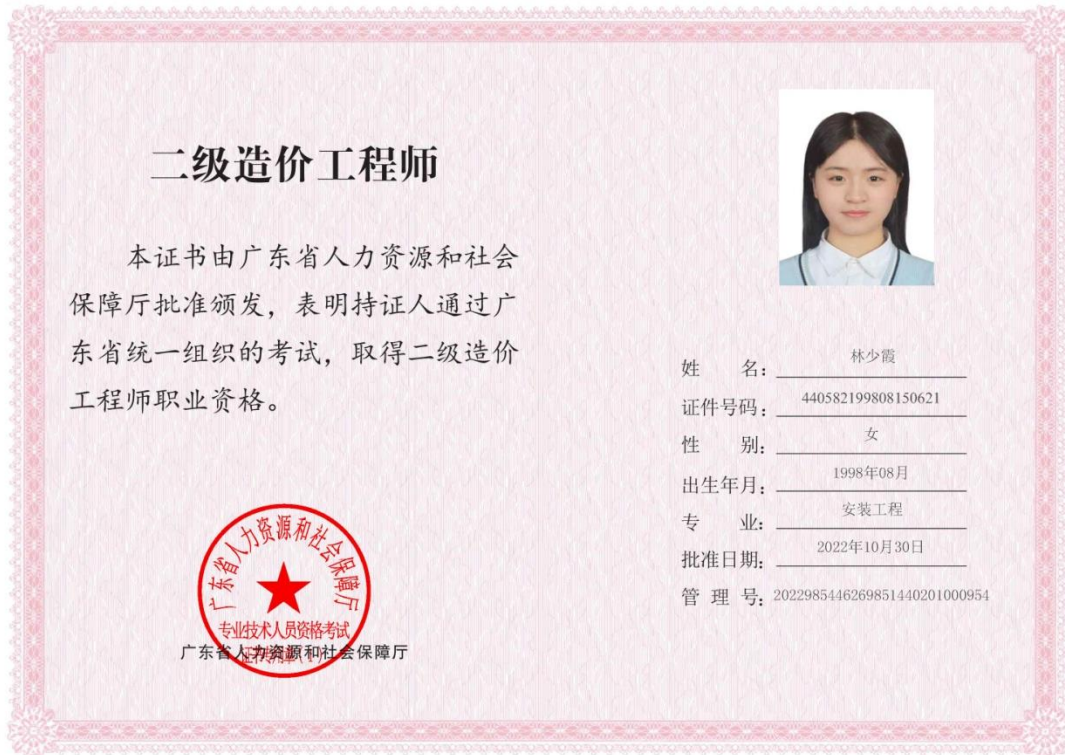 二级造价工程师
本证书由广东省人力资源和社会
保障厅批准颁发，表明持证人通过广
东省统一组织的考试，取得二级造价
工程师职业资格。
广东省人力资源和社会保障厅
专业技术人员资格考试
广东省人力资源和社会保障厅
姓 名：林少霞
证件号码：440582199808150621
性 别：女
出生年月：1998年08月
专 业：安装工程
批准日期：2022年10月30日
管 理 号：2022985446269851440201000954